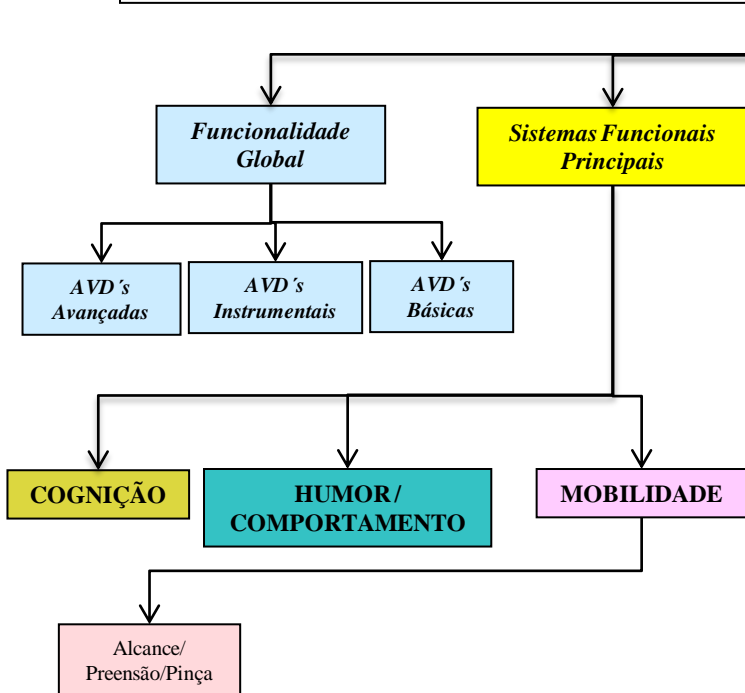 Funcionalidade
Global
Sistemas Funcionais
Principais
AVD´s
Avançadas
AVD´s
Instrumentais
AVD´s
Básicas
COGNIÇÃO
HUMOR /
COMPORTAMENTO
MOBILIDADE
Alcance/
Preensão/Pinça